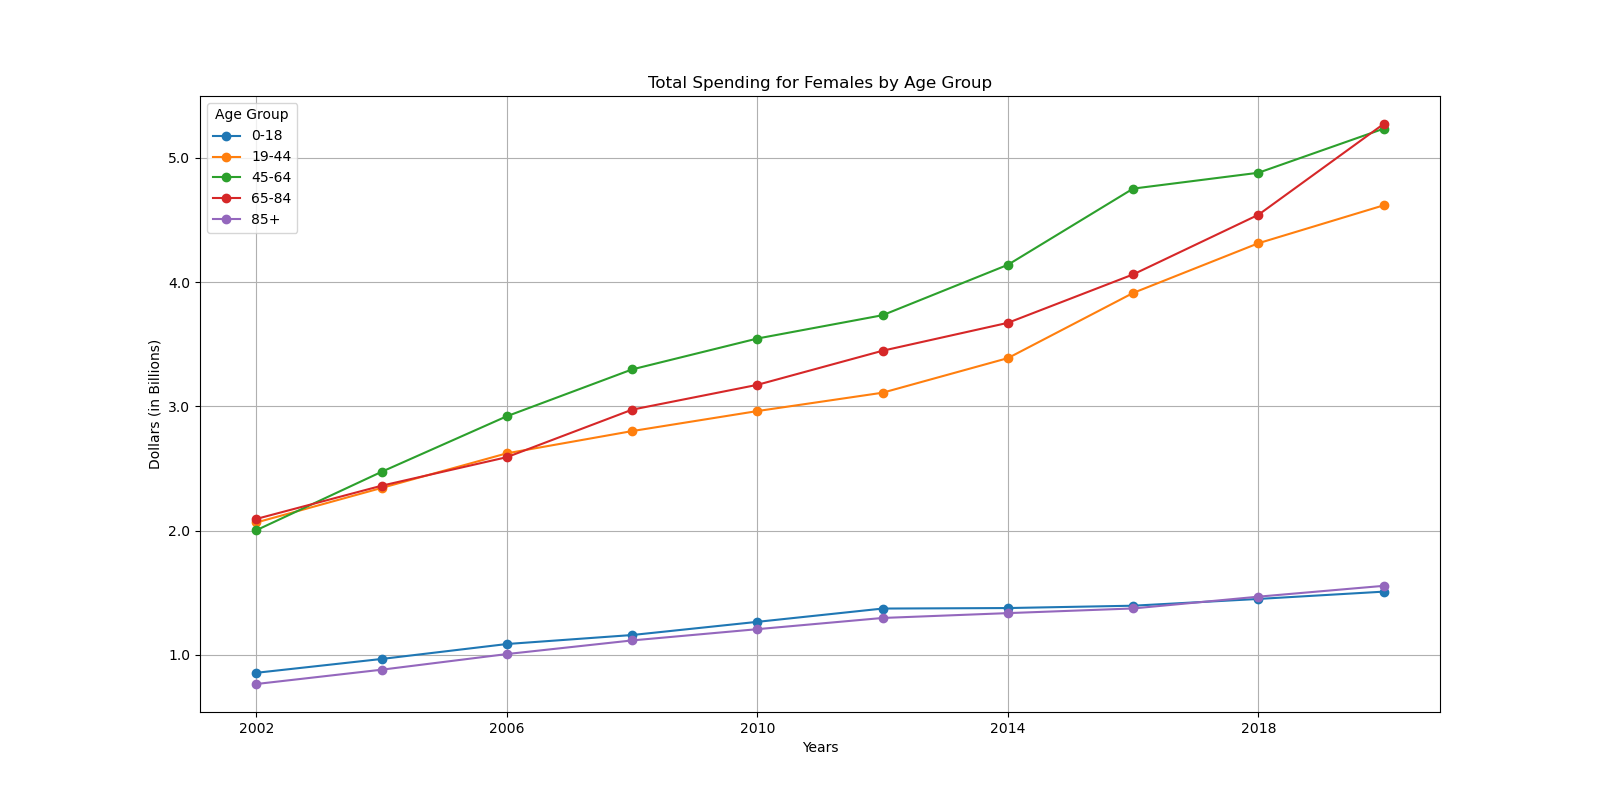 Total Spending for Females by Age Group
Age Group
0-18
19-44
45-64
65-84
85+
5.0
4.0
3.0
2.0
1.0
Dollars (in Billions)
2002 2006 2010 2014 2018
Years